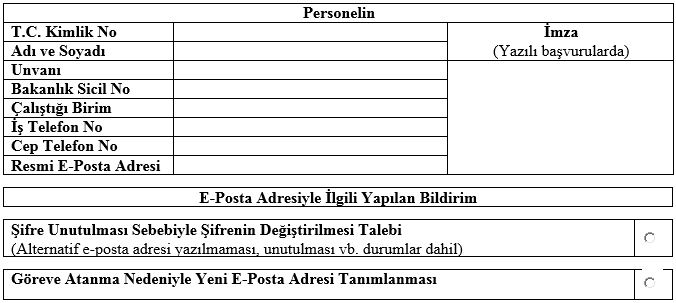 Personelin
T.C. Kimlik No
İmza
Adı ve Soyadı
(Yazılı başvurularda)
Unvanı
Bakanlık Sicil No
Çalıştığı Birim
İş Telefon No
Cep Telefon No
Resmi E-Posta Adresi
E-Posta Adresiyle İlgili Yapılan Bildirim
Şifre Unutulması Sebebiyle Şifrenin Değiştirilmesi Talebi
(Alternatif e-posta adresi yazılmaması, unutulması vb. durumlar dahil)
Göreve Atanma Nedeniyle Yeni E-Posta Adresi Tanımlanması